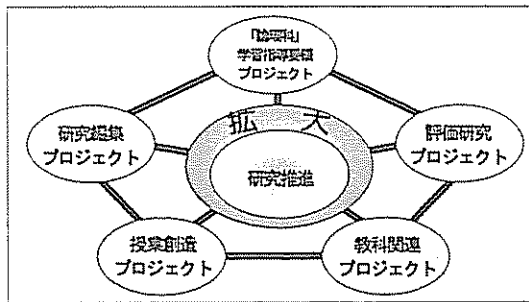 学習指導要領
プロジェクト
拡 大
研究編集
プロジェクト
評価研究
プロジェクト
研究推進
授業創造
プロジェクト
教科関連
プロジェクト